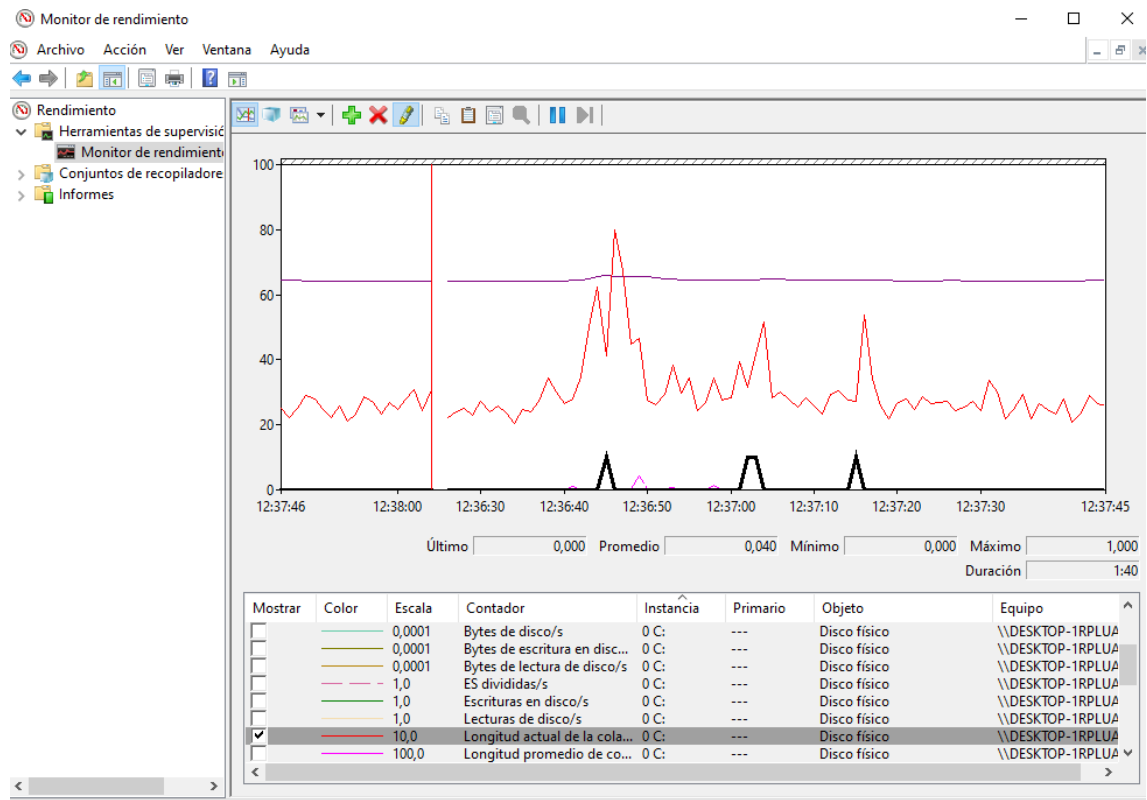 Monitor de rendimiento
Archivo Acción Ver Ventana Ayuda
Rendimiento
Herramientas de supervisió
Monitor de rendimient
Conjuntos de recopiladore
Informes
100
80
60
40
20
0
12:37:46 12:38:00 12:36:30 12:36:40 12:36:50 12:37:00 12:37:10 12:37:20 12:37:30 12:37:45
Último 0,000 Promedio 0,040 Mínimo 0,000 Máximo 1,000
Duración 1:40
Mostrar Color Escala Contador Instancia Primario Objeto Equipo
0,0001 Bytes de disco/s 0 C: --- Disco físico \\DESKTOP-1RPLUA
0,0001 Bytes de escritura en disc... 0 C: --- Disco físico \\DESKTOP-1RPLUA
0,0001 Bytes de lectura de disco/s 0 C: --- Disco físico \\DESKTOP-1RPLUA
1,0 ES divididas/s 0 C: --- Disco físico \\DESKTOP-1RPLUA
1,0 Escrituras en disco/s 0 C: --- Disco físico \\DESKTOP-1RPLUA
1,0 Lecturas de disco/s 0 C: --- Disco físico \\DESKTOP-1RPLUA
10,0 Longitud actual de la cola... 0 C: --- Disco físico \\DESKTOP-1RPLUA
100,0 Longitud promedio de co... 0 C: --- Disco físico \\DESKTOP-1RPLUA